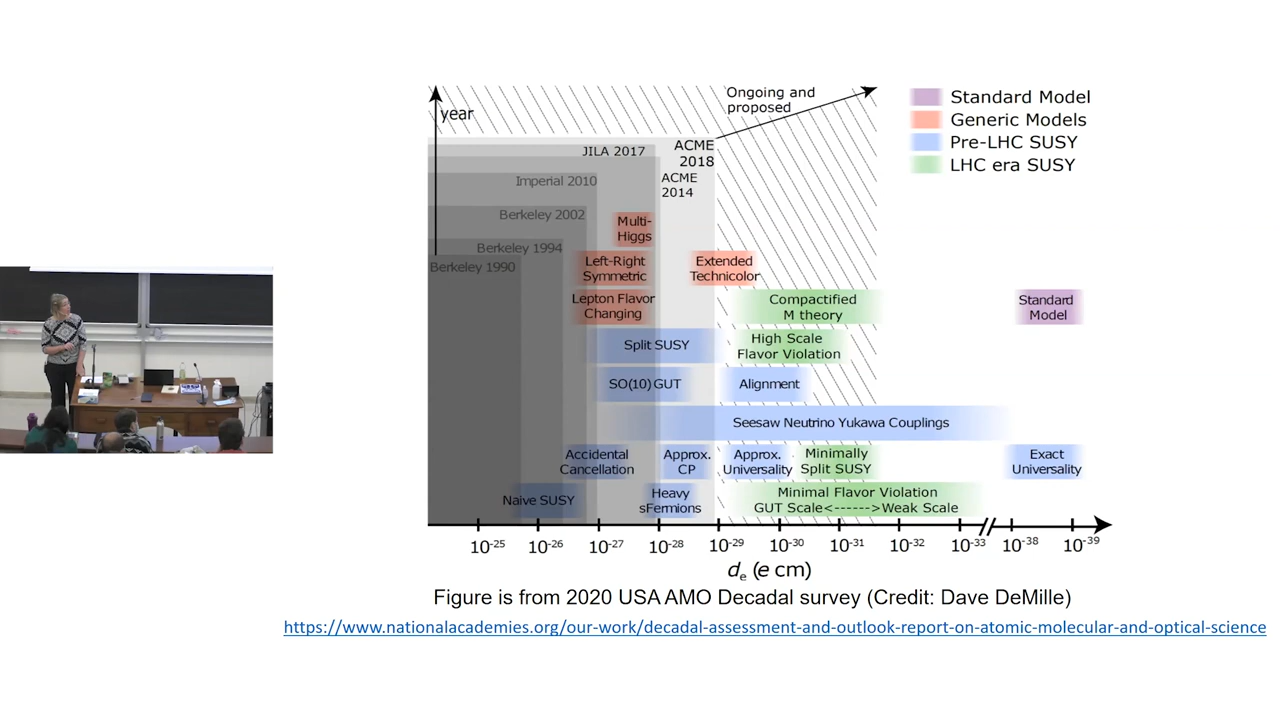 year
Ongoing and
proposed
Standard Model
Generic Models
Pre-LHC SUSY
LHC era SUSY
JILA 2017
ACME
2018
Imperial 2010
ACME
2014
Berkeley 2002
Multi-
Higgs
Berkeley 1994
Berkeley 1990
Left-Right
Symmetric
Extended
Technicolor
Lepton Flavor
Changing
Compactified
M theory
Standard
Model
Split SUSY
High Scale
Flavor Violation
SO(10) GUT
Alignment
Seesaw Neutrino Yukawa Couplings
Accidental
Cancellation
Approx.
CP
Approx.
Universality
Minimally
Split SUSY
Exact
Universality
Naive SUSY
Heavy
sFermions
Minimal Flavor Violation
GUT Scale<------>Weak Scale
10⁻²⁵ 10⁻²⁶ 10⁻²⁷ 10⁻²⁸ 10⁻²⁹ 10⁻³⁰ 10⁻³¹ 10⁻³² 10⁻³³ 10⁻³⁸ 10⁻³⁹
dₑ (e cm)
Figure is from 2020 USA AMO Decadal survey (Credit: Dave DeMille)
https://www.nationalacademies.org/our-work/decadal-assessment-and-outlook-report-on-atomic-molecular-and-optical-science